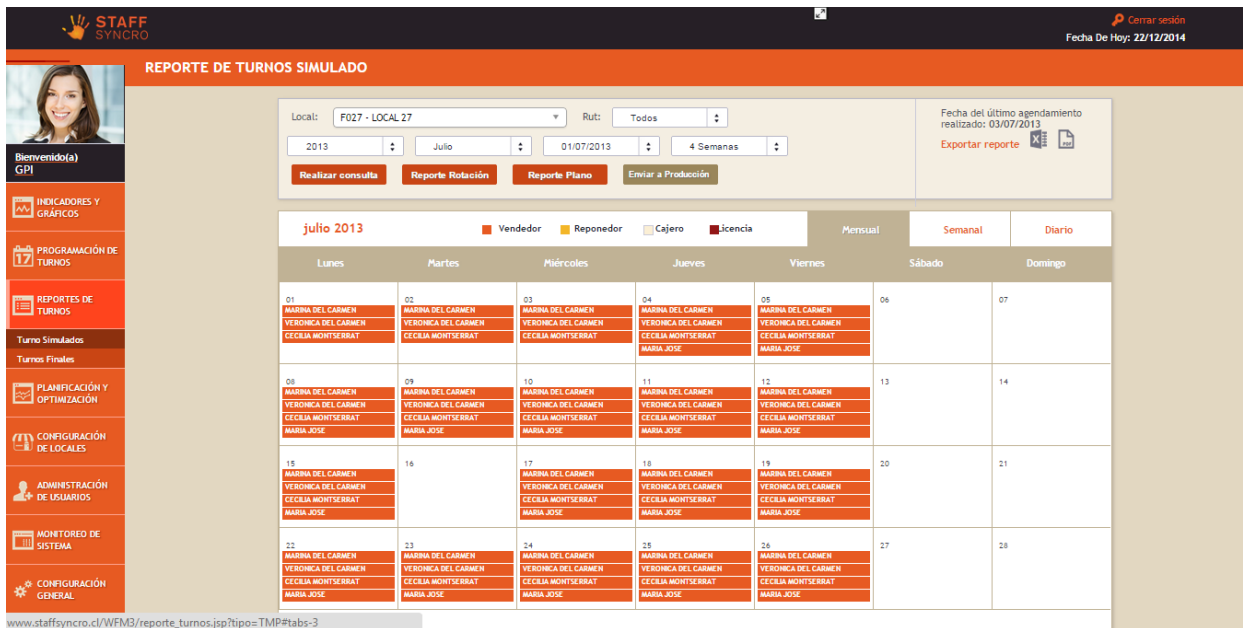 STAFF
SYNCRO
Cerrar sesión
Fecha De Hoy: 22/12/2014
REPORTE DE TURNOS SIMULADO
Bienvenido(a)
GPI
INDICADORES Y
GRÁFICOS
17 PROGRAMACIÓN DE
TURNOS
REPORTES DE
TURNOS
Turno Simulados
Turnos Finales
PLANIFICACIÓN Y
OPTIMIZACIÓN
CONFIGURACIÓN
DE LOCALES
ADMINISTRACIÓN
DE USUARIOS
MONITOREO DE
SISTEMA
CONFIGURACIÓN
GENERAL
Local: F027 - LOCAL 27 Rut: Todos
2013 Julio 01/07/2013 4 Semanas
Realizar consulta Reporte Rotación Reporte Plano Enviar a Producción
Fecha del último agendamiento
realizado: 03/07/2013
Exportar reporte
PDF
julio 2013 Vendedor Reponedor Cajero Licencia Mensual Semanal Diario
Lunes Martes Miércoles Jueves Viernes Sábado Domingo
01 02 03 04 05 06 07
MARINA DEL CARMEN MARINA DEL CARMEN MARINA DEL CARMEN MARINA DEL CARMEN MARINA DEL CARMEN
VERONICA DEL CARMEN VERONICA DEL CARMEN VERONICA DEL CARMEN VERONICA DEL CARMEN VERONICA DEL CARMEN
CECILIA MONTSERRAT CECILIA MONTSERRAT CECILIA MONTSERRAT CECILIA MONTSERRAT CECILIA MONTSERRAT
MARIA JOSE MARIA JOSE
08 09 10 11 12 13 14
MARINA DEL CARMEN MARINA DEL CARMEN MARINA DEL CARMEN MARINA DEL CARMEN MARINA DEL CARMEN
VERONICA DEL CARMEN VERONICA DEL CARMEN VERONICA DEL CARMEN VERONICA DEL CARMEN VERONICA DEL CARMEN
CECILIA MONTSERRAT CECILIA MONTSERRAT CECILIA MONTSERRAT CECILIA MONTSERRAT CECILIA MONTSERRAT
MARIA JOSE MARIA JOSE MARIA JOSE MARIA JOSE MARIA JOSE
15 16 17 18 19 20 21
MARINA DEL CARMEN MARINA DEL CARMEN MARINA DEL CARMEN MARINA DEL CARMEN
VERONICA DEL CARMEN VERONICA DEL CARMEN VERONICA DEL CARMEN VERONICA DEL CARMEN
CECILIA MONTSERRAT CECILIA MONTSERRAT CECILIA MONTSERRAT CECILIA MONTSERRAT
MARIA JOSE MARIA JOSE MARIA JOSE MARIA JOSE
22 23 24 25 26 27 28
MARINA DEL CARMEN MARINA DEL CARMEN MARINA DEL CARMEN MARINA DEL CARMEN MARINA DEL CARMEN
VERONICA DEL CARMEN VERONICA DEL CARMEN VERONICA DEL CARMEN VERONICA DEL CARMEN VERONICA DEL CARMEN
CECILIA MONTSERRAT CECILIA MONTSERRAT CECILIA MONTSERRAT CECILIA MONTSERRAT CECILIA MONTSERRAT
MARIA JOSE MARIA JOSE MARIA JOSE MARIA JOSE MARIA JOSE
www.staffsyncro.cl/WFM3/reporte_turnos.jsp?tipo=TMP#tabs-3